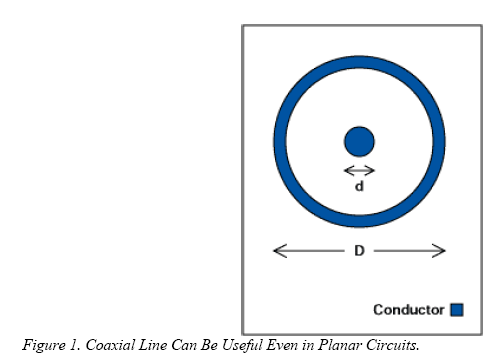 d
D
Conductor
Figure 1. Coaxial Line Can Be Useful Even in Planar Circuits.